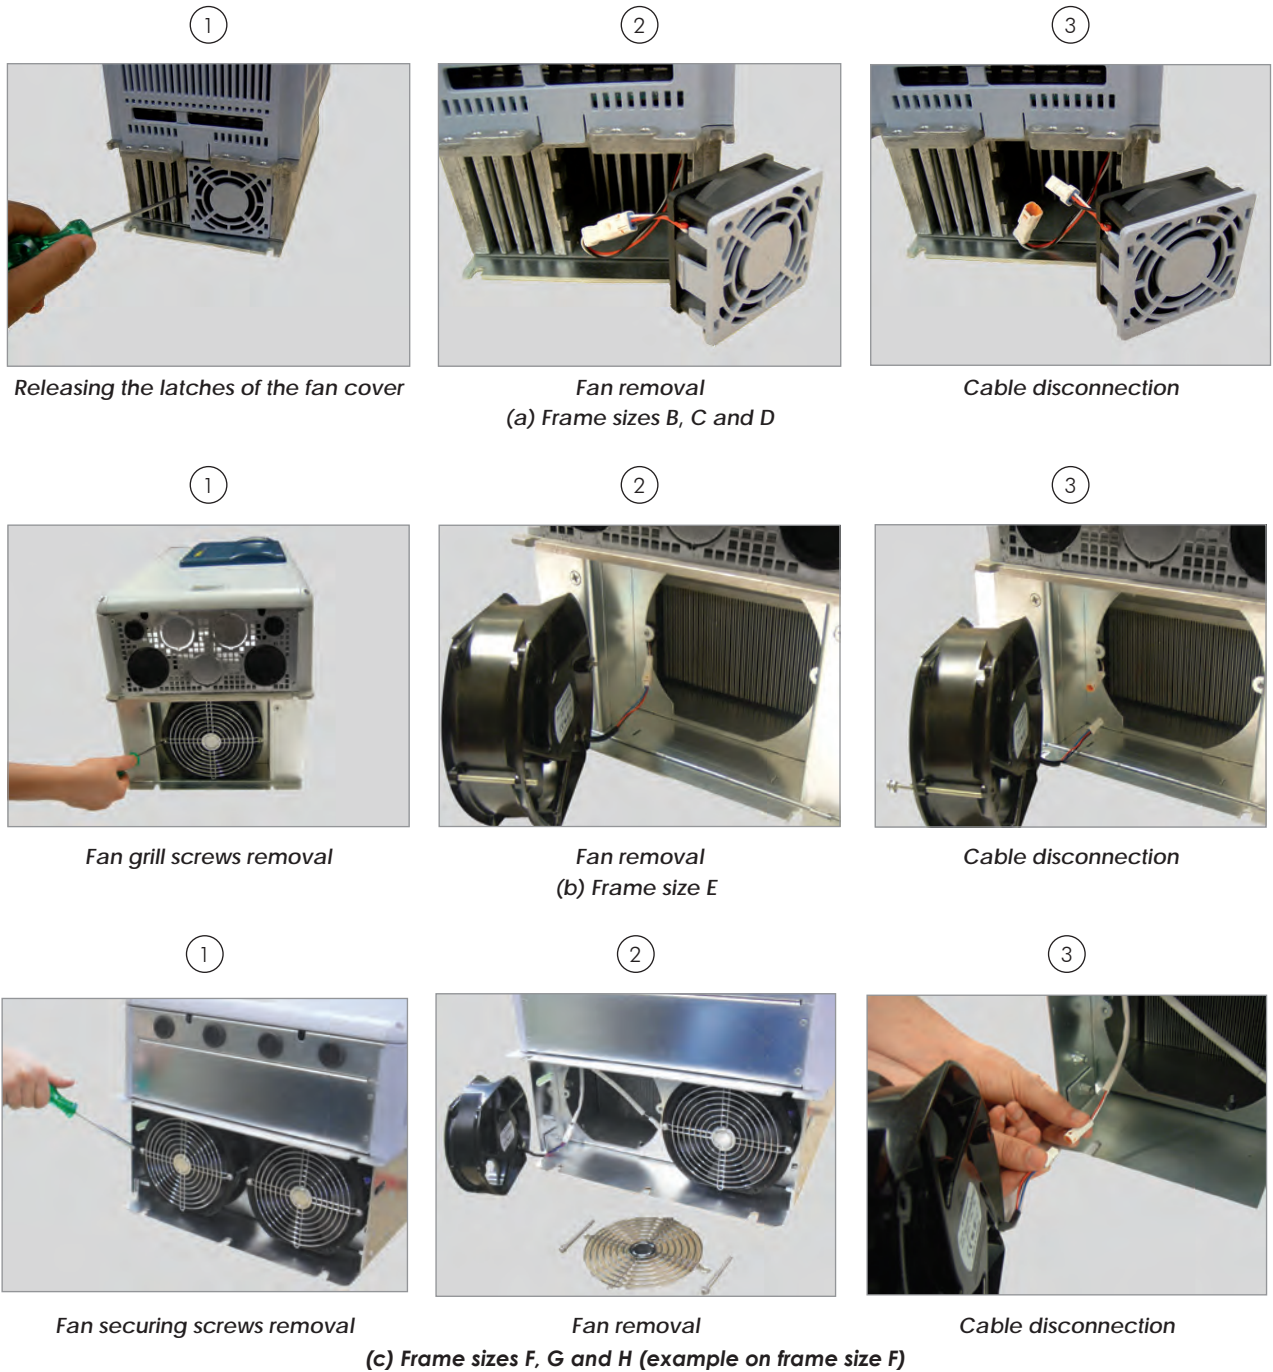 1 2 3
Releasing the latches of the fan cover Fan removal Cable disconnection
(a) Frame sizes B, C and D
1 2 3
Fan grill screws removal Fan removal Cable disconnection
(b) Frame size E
1 2 3
Fan securing screws removal Fan removal Cable disconnection
(c) Frame sizes F, G and H (example on frame size F)